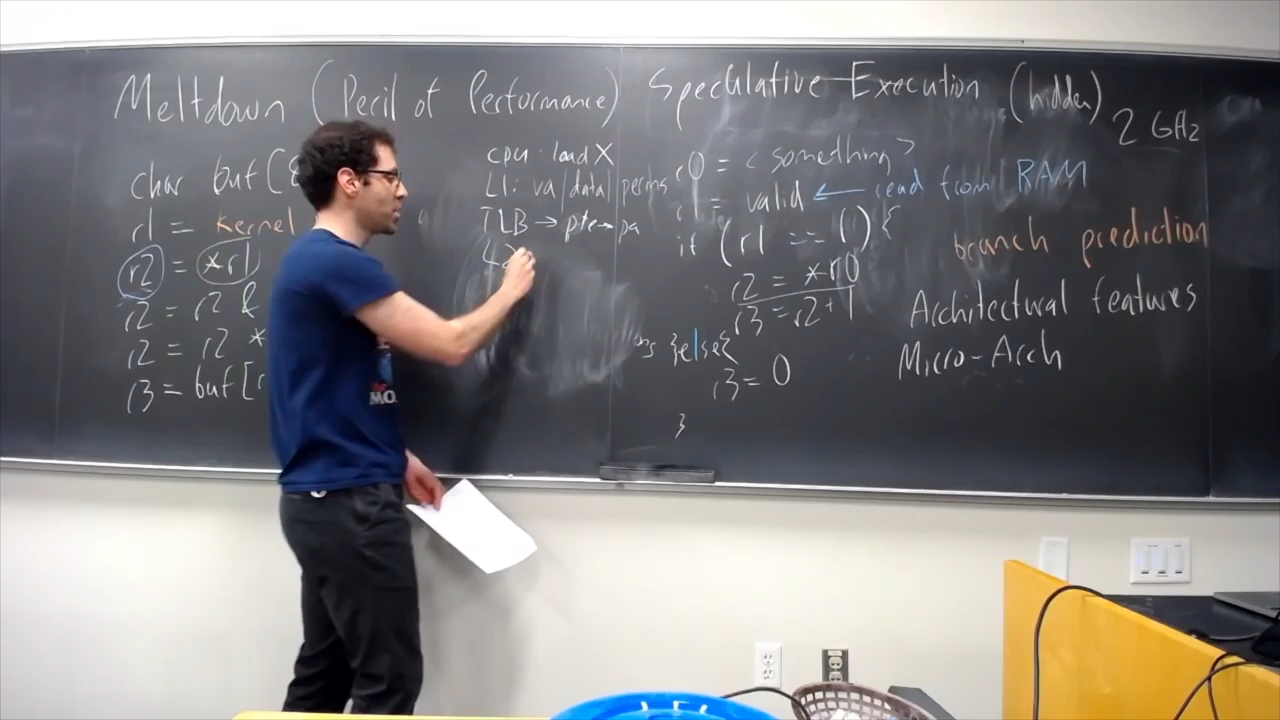 Meltdown (Peril of Performance)
char buf[8
r1 = kernel
r2 = *r1
r2 = r2 &
r2 = r2 *
r3 = buf[r
cpu: load X
L1: va/data/perms
TLB → pte → pa
L2
Speculative Execution (hidden)
2 GHz
r0 = <something>
r1 = valid ← read from RAM
if (r1 == 1) {
branch prediction
r2 = *r0
r3 = r2+1
}else{
r3 = 0
}
Architectural features
Micro-Arch
MO